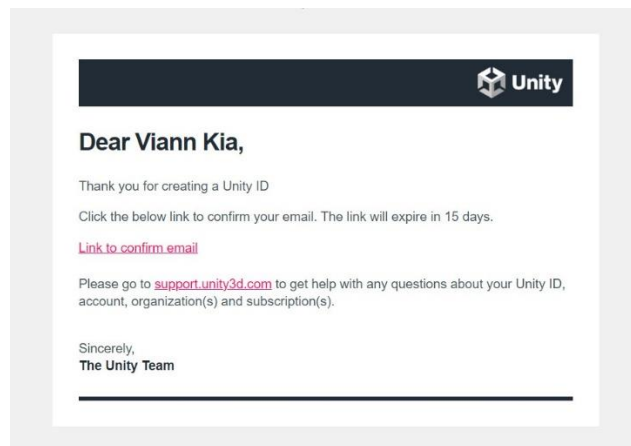 Unity
Dear Viann Kia,
Thank you for creating a Unity ID
Click the below link to confirm your email. The link will expire in 15 days.
Link to confirm email
Please go to support.unity3d.com to get help with any questions about your Unity ID,
account, organization(s) and subscription(s).
Sincerely,
The Unity Team